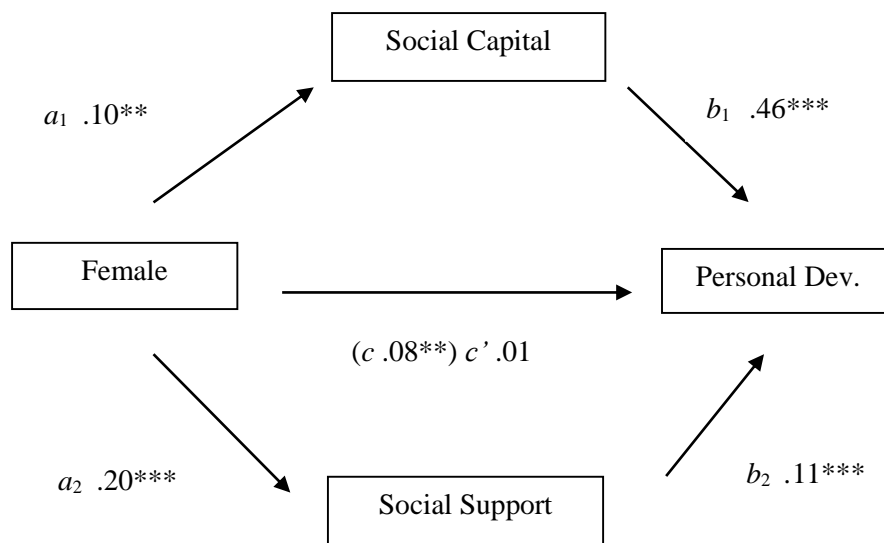 Social Capital
a₁ .10**
b₁ .46***
Female
Personal Dev.
(c .08**) c’ .01
a₂ .20***
b₂ .11***
Social Support